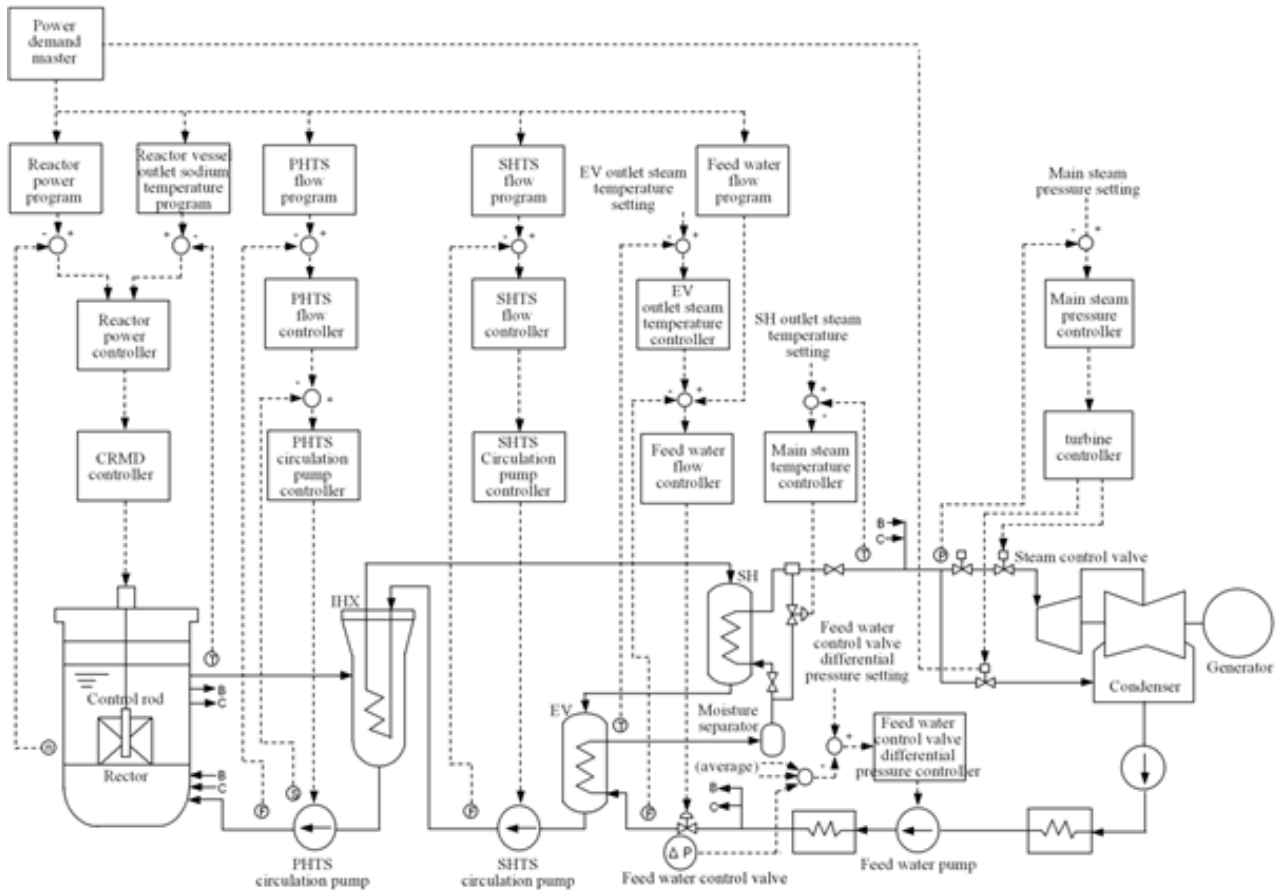 Power
demand
master
Reactor
power
program
Reactor vessel
outlet sodium
temperature
program
PHTS
flow
program
SHTS
flow
program
EV outlet steam
temperature
setting
Feed water
flow
program
Main steam
pressure setting
- +
+ -
- +
- +
- +
- +
Reactor
power
controller
PHTS
flow
controller
SHTS
flow
controller
EV
outlet steam
temperature
controller
SH outlet steam
temperature
setting
Main steam
pressure
controller
- +
- +
+
-
CRMD
controller
PHTS
circulation
pump
controller
SHTS
Circulation
pump
controller
Feed water
flow
controller
Main steam
temperature
controller
turbine
controller
B
C
T
P
Steam control valve
SH
IHX
T
Control rod
B
C
n
Rector
B
C
F
S
F
EV
T
F
Moisture
separator
(average)
Feed water
control valve
differential
pressure setting
-
+
-
Feed water
control valve
differential
pressure controller
Condenser
Generator
B
C
Δ P
PHTS
circulation pump
SHTS
circulation pump
Feed water control valve
Feed water pump